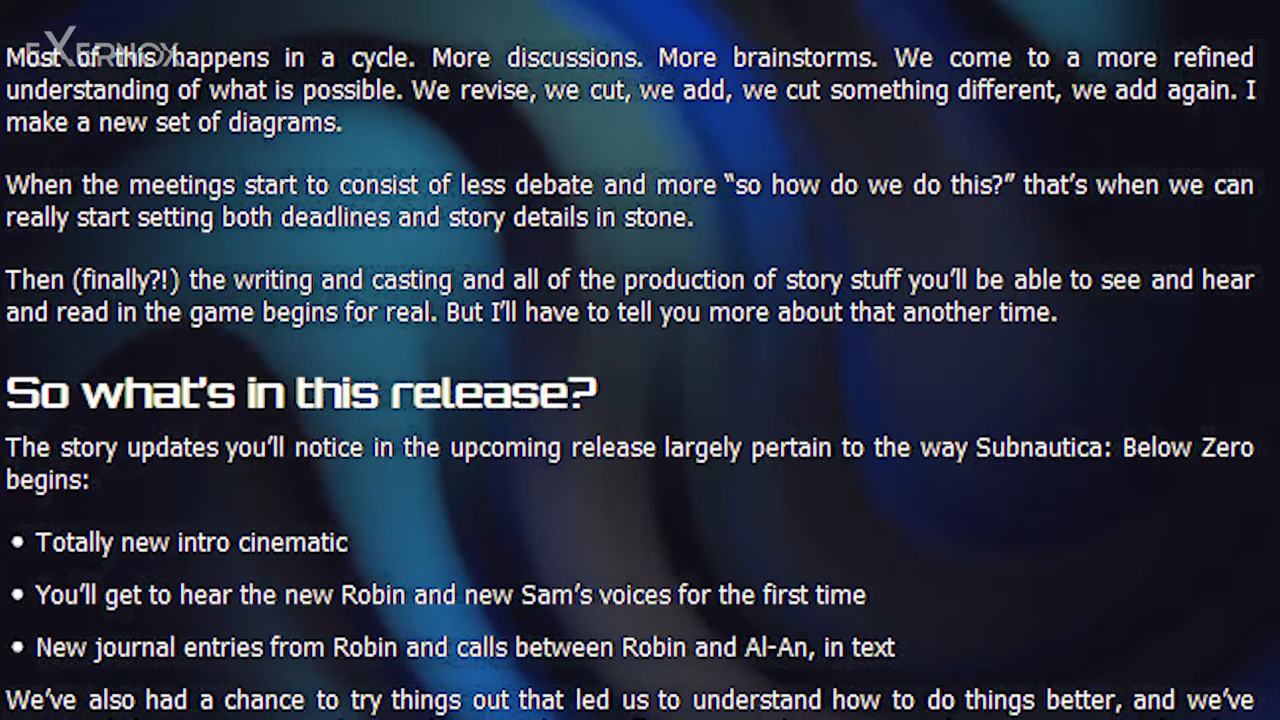 eXernox
Most of this happens in a cycle. More discussions. More brainstorms. We come to a more refined
understanding of what is possible. We revise, we cut, we add, we cut something different, we add again. I
make a new set of diagrams.
When the meetings start to consist of less debate and more “so how do we do this?” that’s when we can
really start setting both deadlines and story details in stone.
Then (finally?!) the writing and casting and all of the production of story stuff you’ll be able to see and hear
and read in the game begins for real. But I’ll have to tell you more about that another time.
So what's in this release?
The story updates you’ll notice in the upcoming release largely pertain to the way Subnautica: Below Zero
begins:
• Totally new intro cinematic
• You’ll get to hear the new Robin and new Sam’s voices for the first time
• New journal entries from Robin and calls between Robin and Al-An, in text
We’ve also had a chance to try things out that led us to understand how to do things better, and we’ve